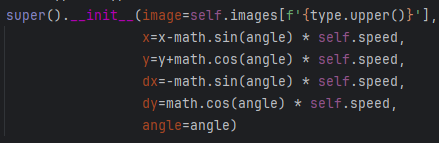 super().__init__(image=self.images[f'{type.upper()}'],
x=x-math.sin(angle) * self.speed,
y=y+math.cos(angle) * self.speed,
dx=-math.sin(angle) * self.speed,
dy=math.cos(angle) * self.speed,
angle=angle)